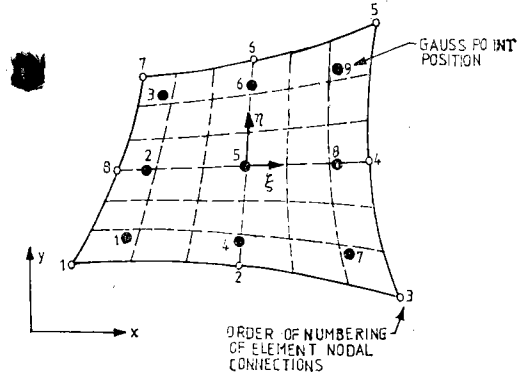 5
6
GAUSS POINT
POSITION
7
9
3
6
η
8
2
5
8
4
ξ
1
4
7
y
1
2
3
x
ORDER OF NUMBERING
OF ELEMENT NODAL
CONNECTIONS